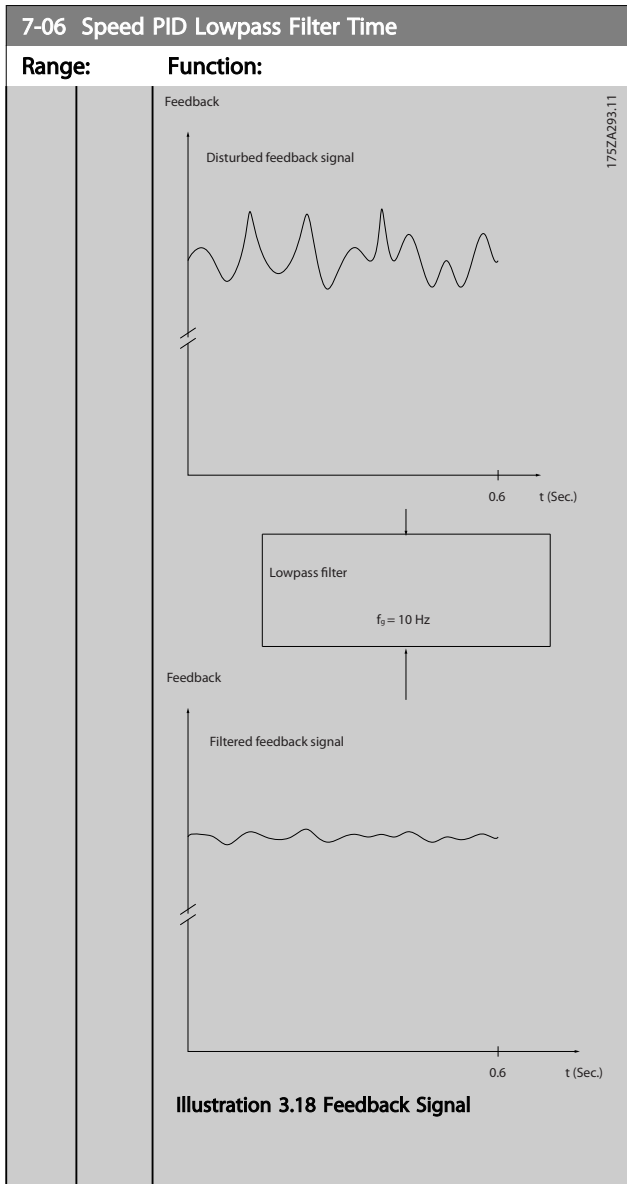 7-06 Speed PID Lowpass Filter Time
Range: Function:
Feedback
175ZA293.11
Disturbed feedback signal
0.6 t (Sec.)
Lowpass filter
fg = 10 Hz
Feedback
Filtered feedback signal
0.6 t (Sec.)
Illustration 3.18 Feedback Signal